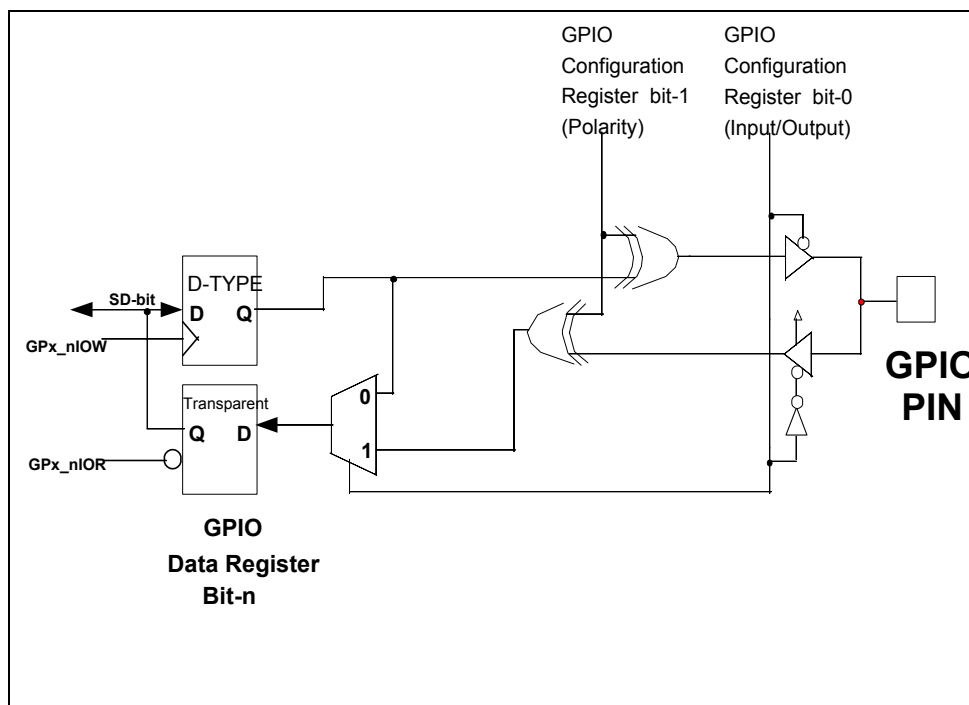 GPIO
Configuration
Register bit-1
(Polarity)
GPIO
Configuration
Register bit-0
(Input/Output)
D-TYPE
SD-bit
D Q
GPx_nIOW
Transparent
Q D
GPx_nIOR
0
1
GPIO
PIN
GPIO
Data Register
Bit-n